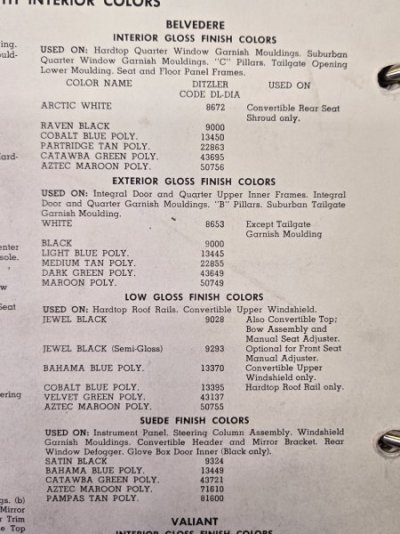 INTERIOR COLORS
BELVEDERE
INTERIOR GLOSS FINISH COLORS
USED ON: Hardtop Quarter Window Garnish Mouldings. Suburban
Quarter Window Garnish Mouldings. "C" Pillars. Tailgate Opening
Lower Moulding. Seat and Floor Panel Frames.
COLOR NAME DITZLER USED ON
CODE DL-DIA
ARCTIC WHITE 8672 Convertible Rear Seat
Shroud only.
RAVEN BLACK 9000
COBALT BLUE POLY. 13450
PARTRIDGE TAN POLY. 22863
CATAWBA GREEN POLY. 43695
AZTEC MAROON POLY. 50756
EXTERIOR GLOSS FINISH COLORS
USED ON: Integral Door and Quarter Upper Inner Frames. Integral
Door and Quarter Garnish Mouldings. "B" Pillars. Suburban Tailgate
Garnish Moulding.
WHITE 8653 Except Tailgate
Garnish Moulding
BLACK 9000
LIGHT BLUE POLY. 13445
MEDIUM TAN POLY. 22855
DARK GREEN POLY. 43649
MAROON POLY. 50749
LOW GLOSS FINISH COLORS
USED ON: Hardtop Roof Rails. Convertible Upper Windshield.
JEWEL BLACK 9028 Also Convertible Top;
Bow Assembly and
Manual Seat Adjuster.
JEWEL BLACK (Semi-Gloss) 9293 Optional for Front Seat
Manual Adjuster.
BAHAMA BLUE POLY. 13370 Convertible Upper
Windshield only.
COBALT BLUE POLY. 13395 Hardtop Roof Rail only.
VELVET GREEN POLY. 43137
AZTEC MAROON POLY. 50755
SUEDE FINISH COLORS
USED ON: Instrument Panel. Steering Column Assembly. Windshield
Garnish Mouldings. Convertible Header and Mirror Bracket. Rear
Window Defogger. Glove Box Door Inner (Black only).
SATIN BLACK 9324
BAHAMA BLUE POLY. 13449
CATAWBA GREEN POLY. 43721
AZTEC MAROON POLY. 71610
PAMPAS TAN POLY. 81600
VALIANT
INTERIOR GLOSS FINISH COLORS